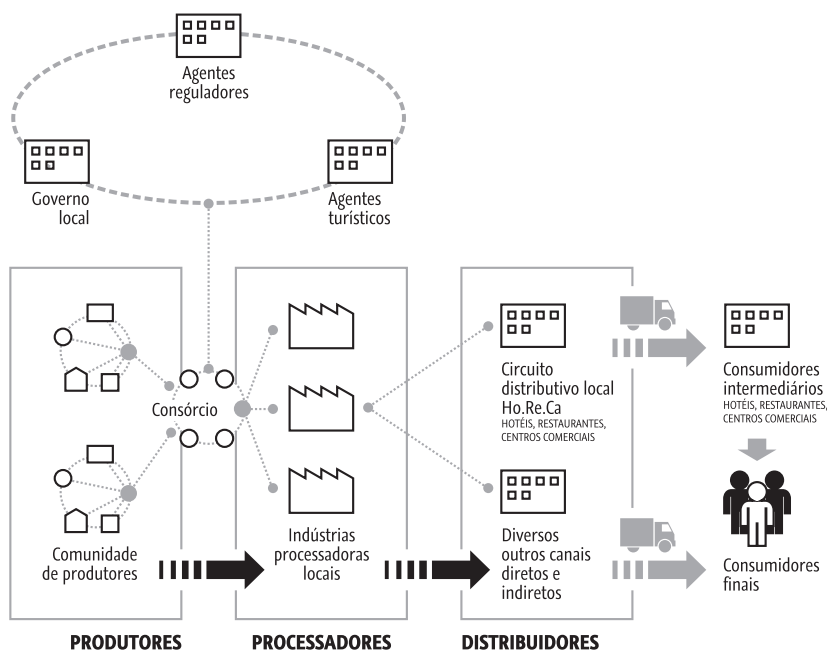 Agentes
reguladores
Governo
local
Agentes
turísticos
Consórcio
Comunidade
de produtores
Indústrias
processadoras
locais
Circuito
distributivo local
Ho.Re.Ca
HOTÉIS, RESTAURANTES,
CENTROS COMERCIAIS
Diversos
outros canais
diretos e
indiretos
Consumidores
intermediários
HOTÉIS, RESTAURANTES,
CENTROS COMERCIAIS
Consumidores
finais
PRODUTORES
PROCESSADORES
DISTRIBUIDORES